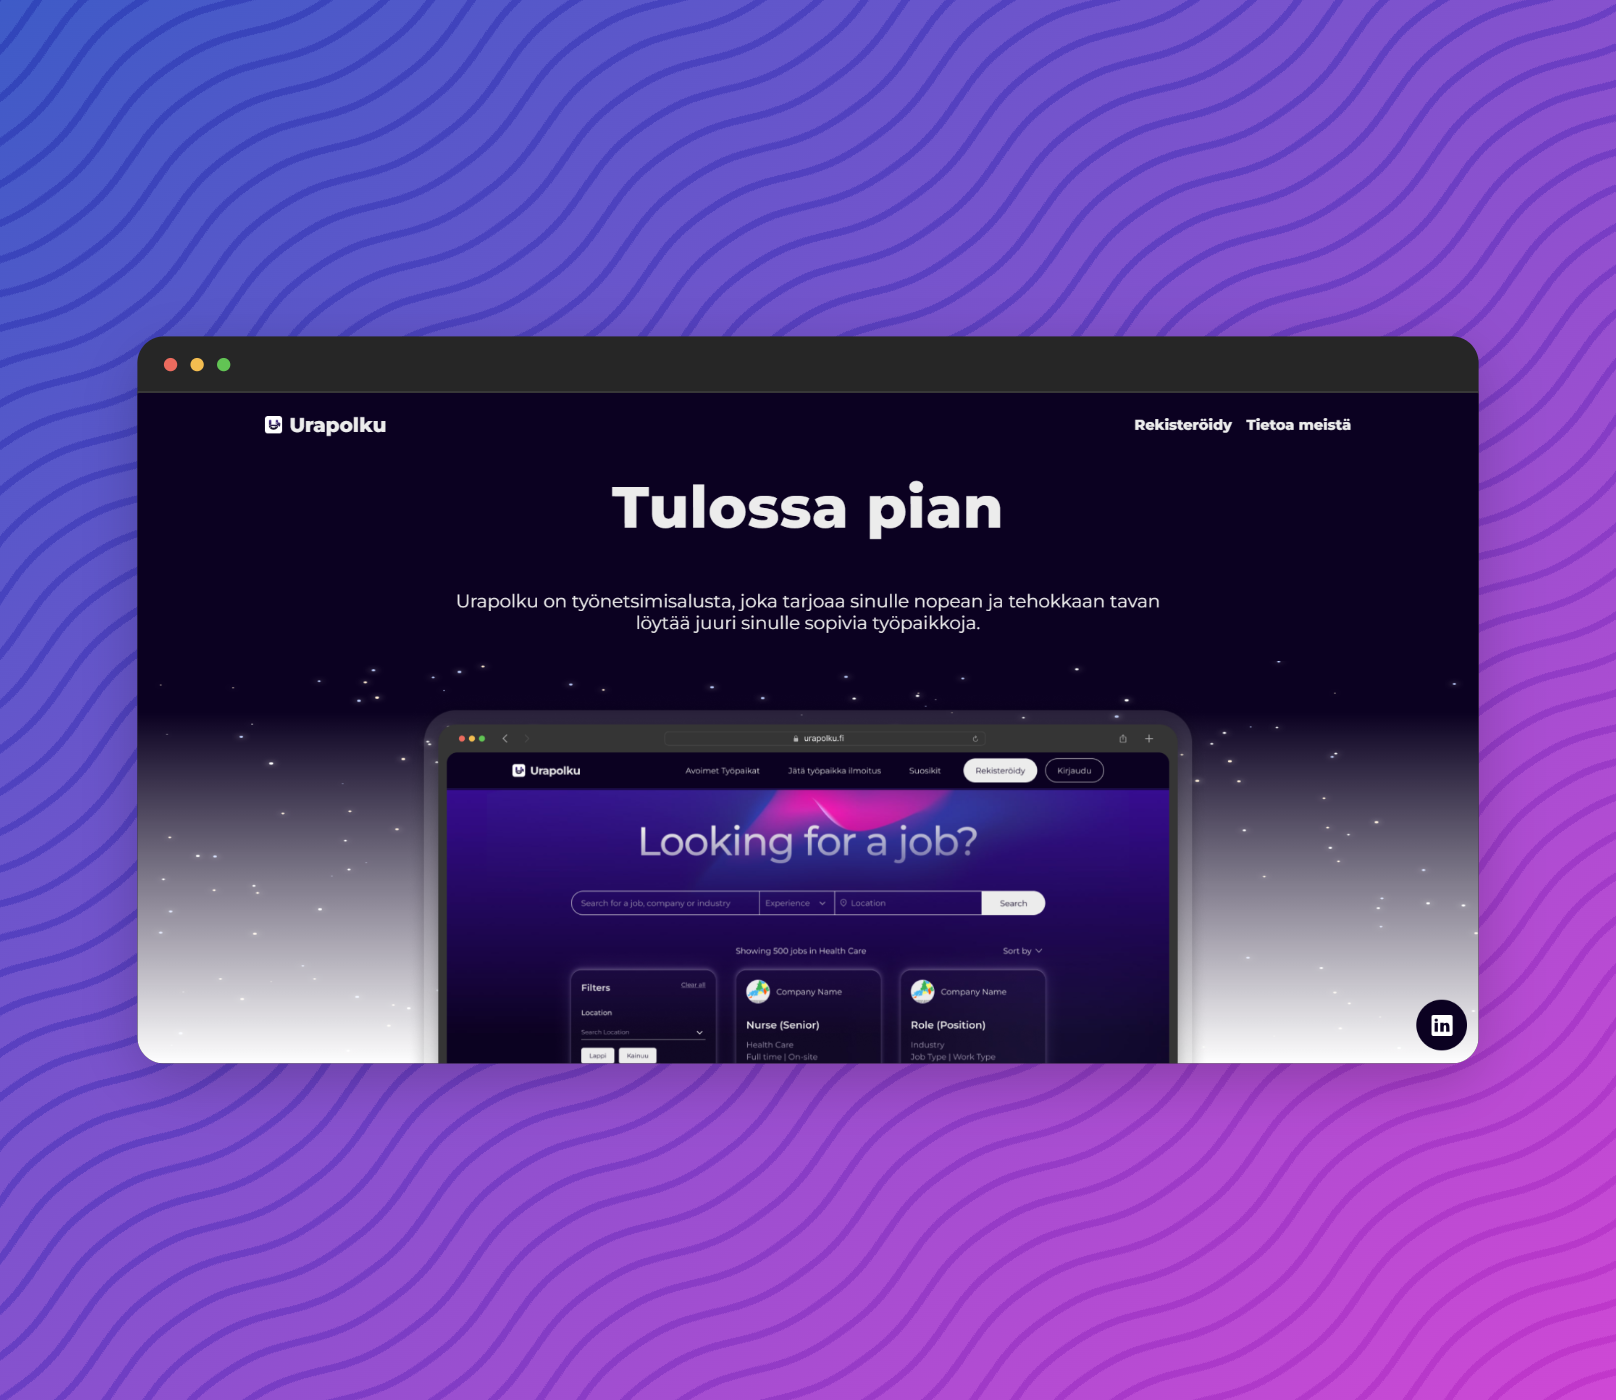 Urapolku
Rekisteröidy Tietoa meistä
Tulossa pian
Urapolku on työnetsimisalusta, joka tarjoaa sinulle nopean ja tehokkaan tavan
löytää juuri sinulle sopivia työpaikkoja.
urapolku.fi
Urapolku
Avoimet Työpaikat Jätä työpaikka ilmoitus Suosikit Rekisteröidy Kirjaudu
Looking for a job?
Search for a job, company or industry Experience Location Search
Showing 500 jobs in Health Care Sort by
Filters Clear all
Location
Search Location
Lappi Kainuu
Company Name
Nurse (Senior)
Health Care
Full time | On-site
Company Name
Role (Position)
Industry
Job Type | Work Type
in